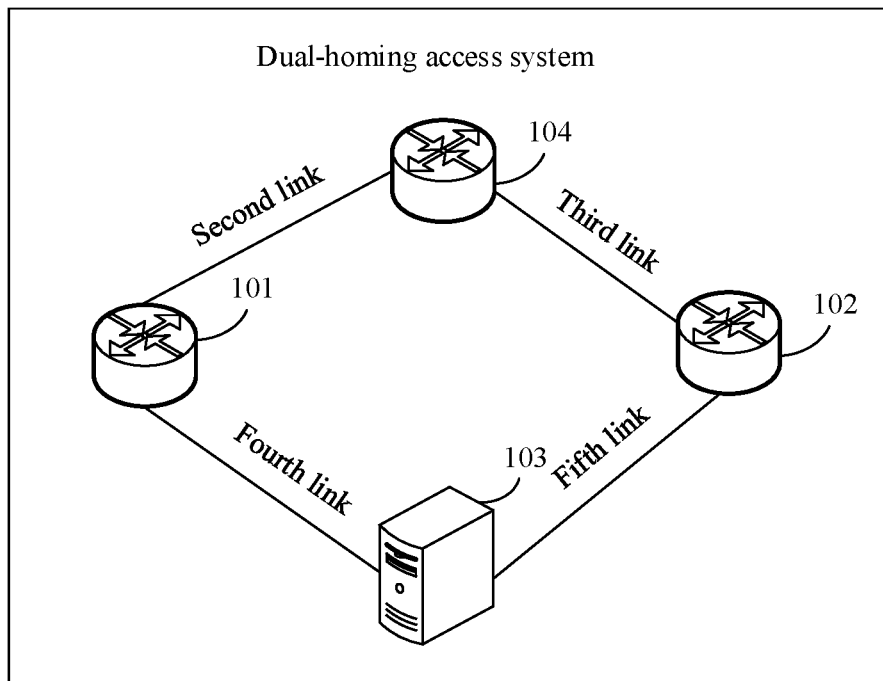 Dual-homing access system
104
Second link
Third link
101
102
Fourth link
103
Fifth link